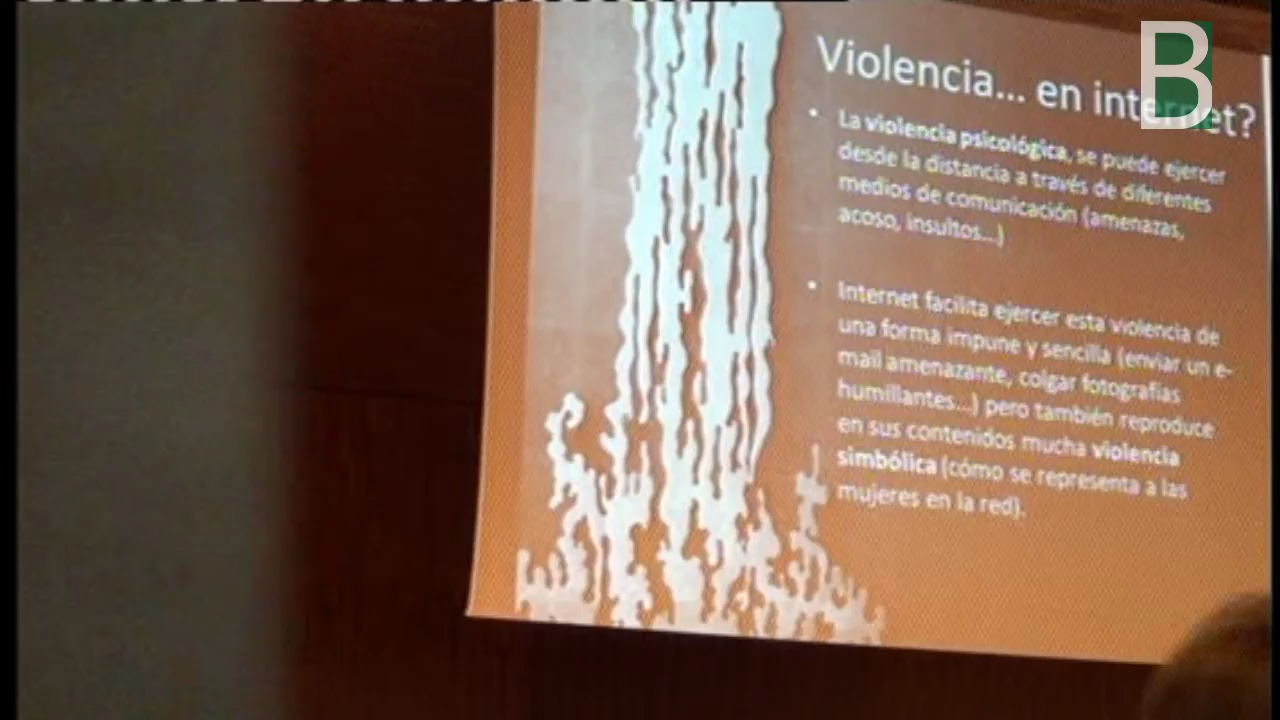 B
Violencia... en internet?
• La violencia psicológica, se puede ejercer
desde la distancia a través de diferentes
medios de comunicación (amenazas,
acoso, insultos...)
• Internet facilita ejercer esta violencia de
una forma impune y sencilla (enviar un e-
mail amenazante, colgar fotografías
humillantes...) pero también reproduce
en sus contenidos mucha violencia
simbólica (cómo se representa a las
mujeres en la red).